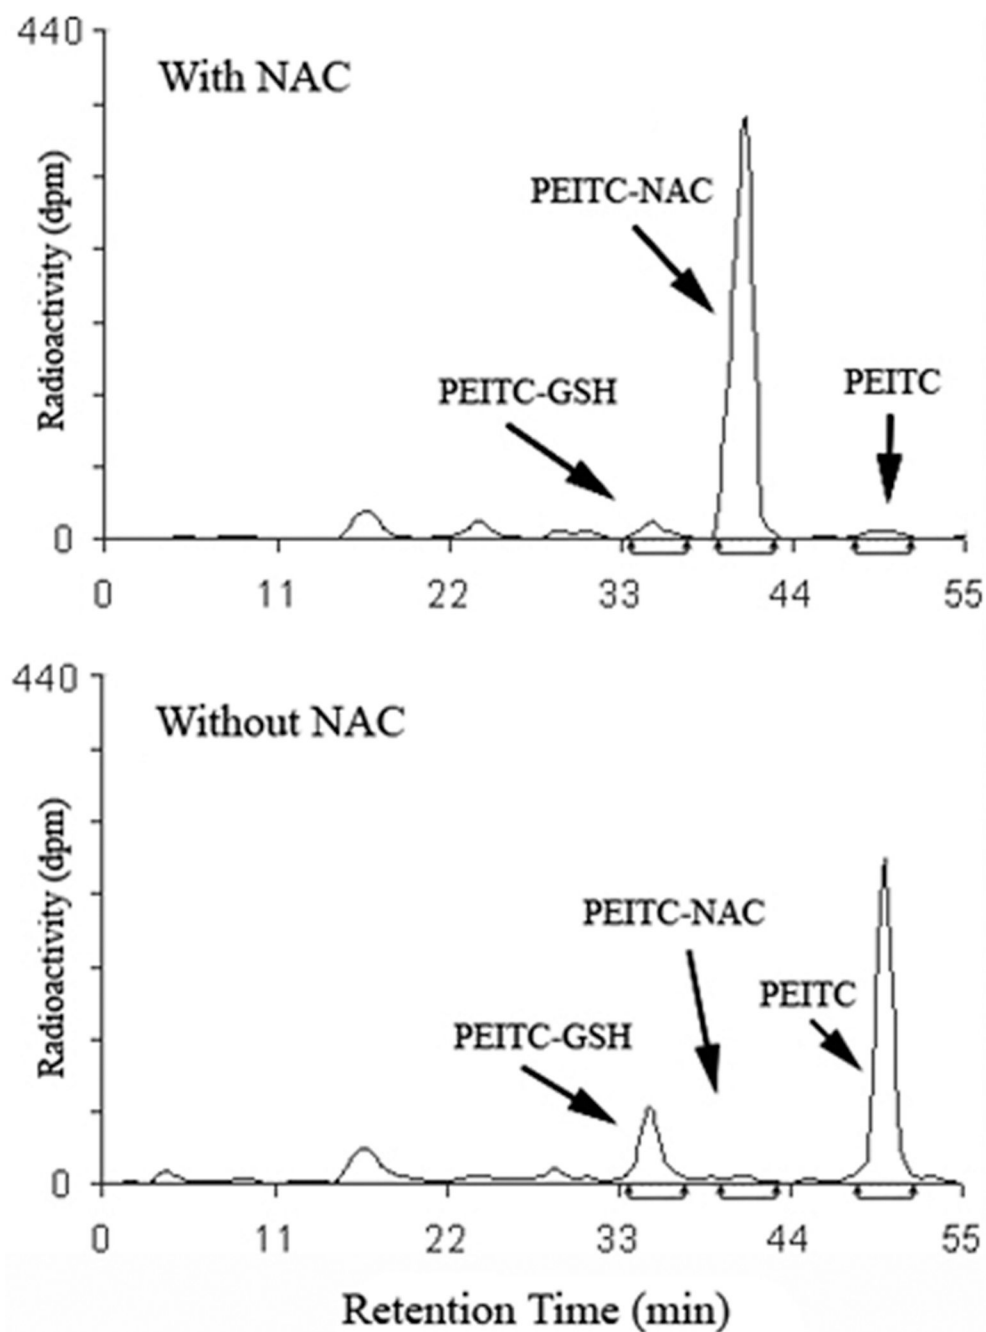 440
With NAC
Radioactivity (dpm)
PEITC-NAC
PEITC-GSH
PEITC
0
0 11 22 33 44 55
440
Without NAC
Radioactivity (dpm)
PEITC-NAC
PEITC
PEITC-GSH
0
0 11 22 33 44 55
Retention Time (min)